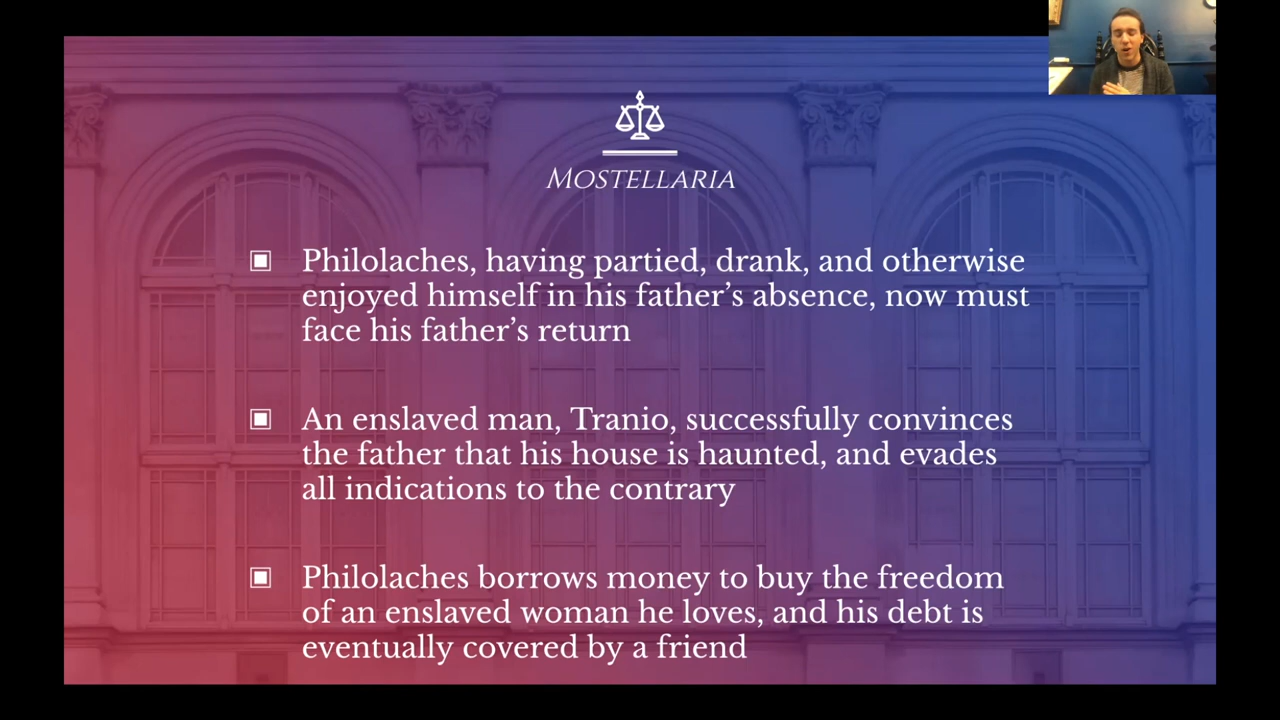 MOSTELLARIA
Philolaches, having partied, drank, and otherwise
enjoyed himself in his father’s absence, now must
face his father’s return
An enslaved man, Tranio, successfully convinces
the father that his house is haunted, and evades
all indications to the contrary
Philolaches borrows money to buy the freedom
of an enslaved woman he loves, and his debt is
eventually covered by a friend